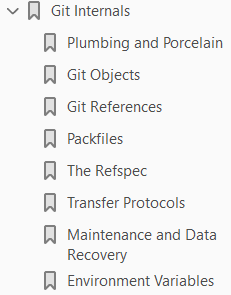 Git Internals
Plumbing and Porcelain
Git Objects
Git References
Packfiles
The Refspec
Transfer Protocols
Maintenance and Data
Recovery
Environment Variables